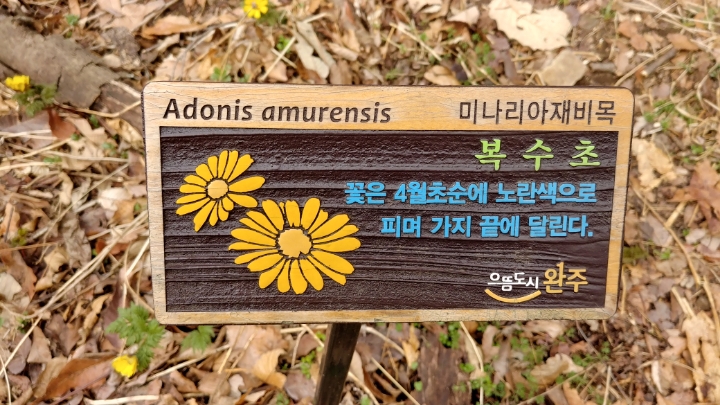 Adonis amurensis 미나리아재비목
복수초
꽃은 4월초순에 노란색으로
피며 가지 끝에 달린다.
으뜸도시 완주